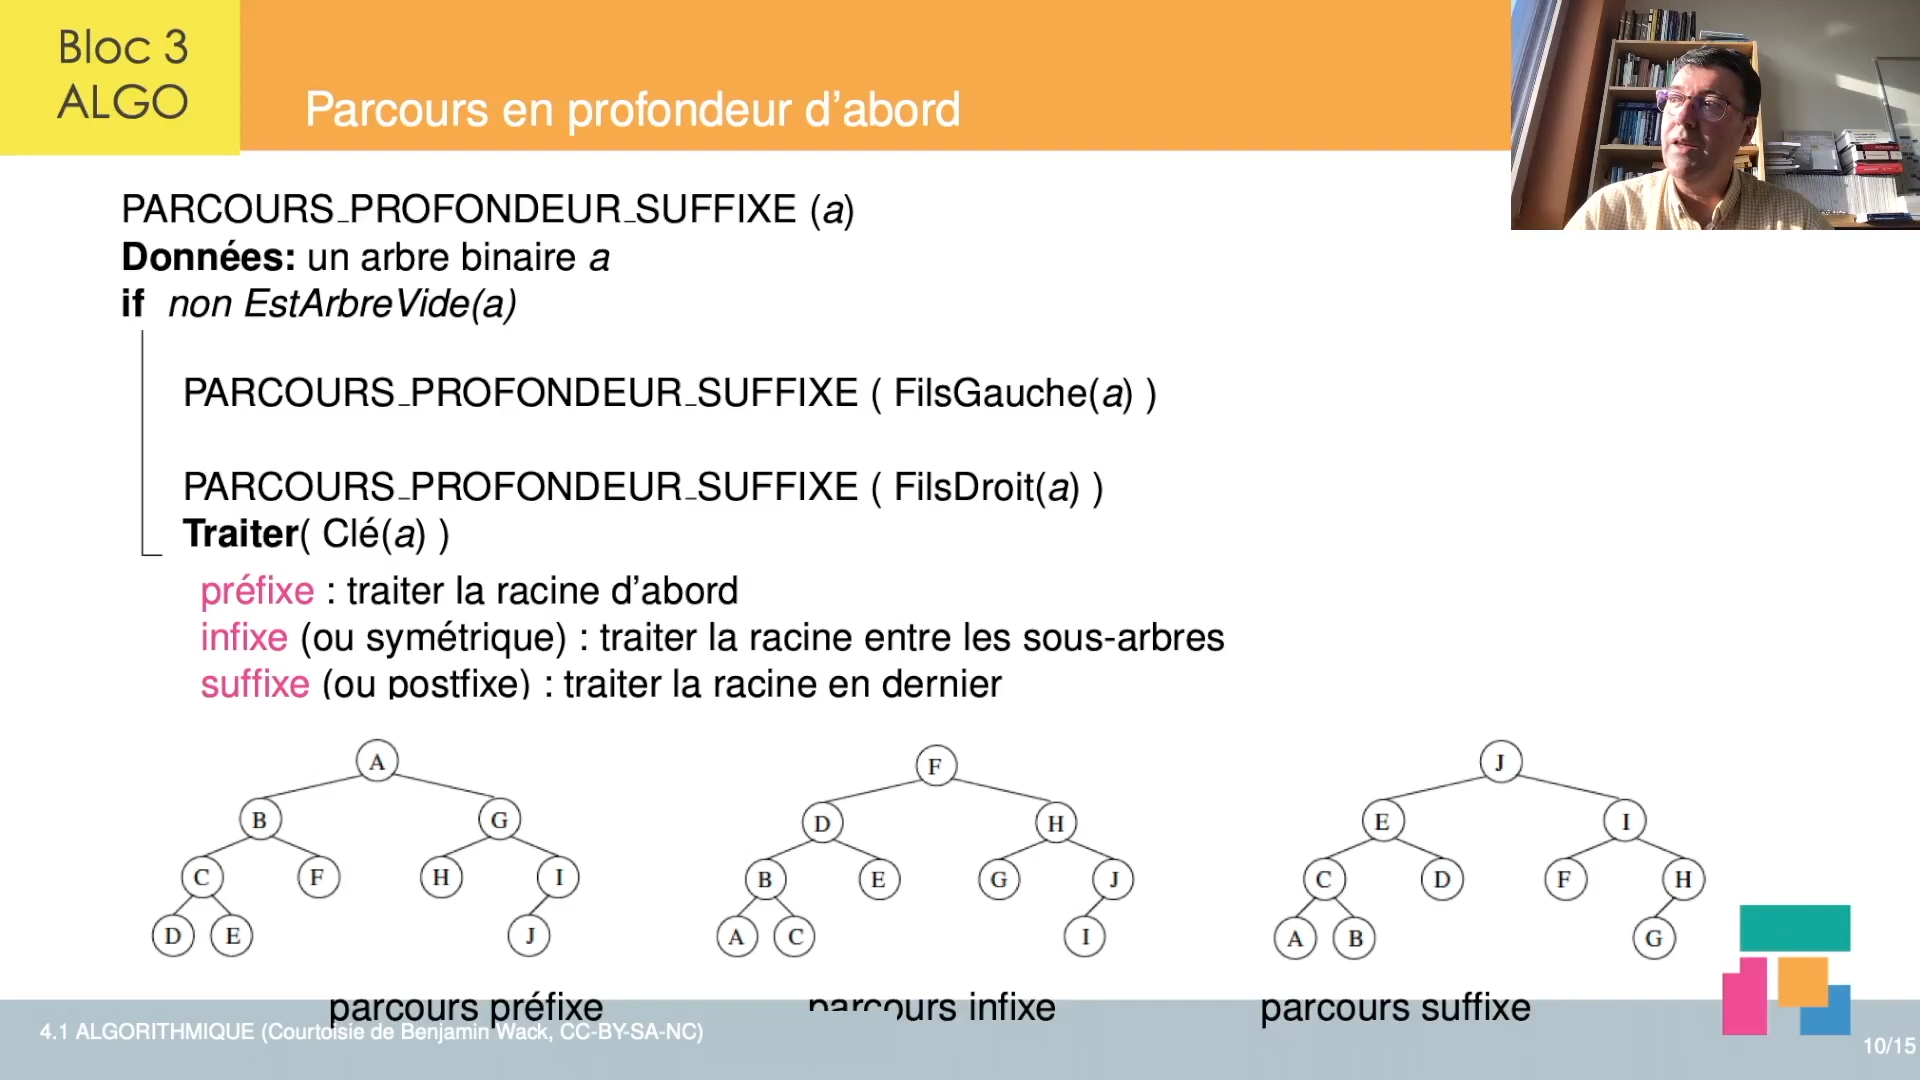 Bloc 3
ALGO
Parcours en profondeur d'abord
PARCOURS_PROFONDEUR_SUFFIXE (a)
Données: un arbre binaire a
if non EstArbreVide(a)
PARCOURS_PROFONDEUR_SUFFIXE ( FilsGauche(a) )
PARCOURS_PROFONDEUR_SUFFIXE ( FilsDroit(a) )
Traiter( Clé(a) )
préfixe : traiter la racine d'abord
infixe (ou symétrique) : traiter la racine entre les sous-arbres
suffixe (ou postfixe) : traiter la racine en dernier
A
B G
C F H I
D E J
parcours préfixe
F
D H
B E G J
A C I
parcours infixe
J
E I
C D F H
A B G
parcours suffixe
4.1 ALGORITHMIQUE (Courtoisie de Benjamin Wack, CC-BY-SA-NC)
10/15